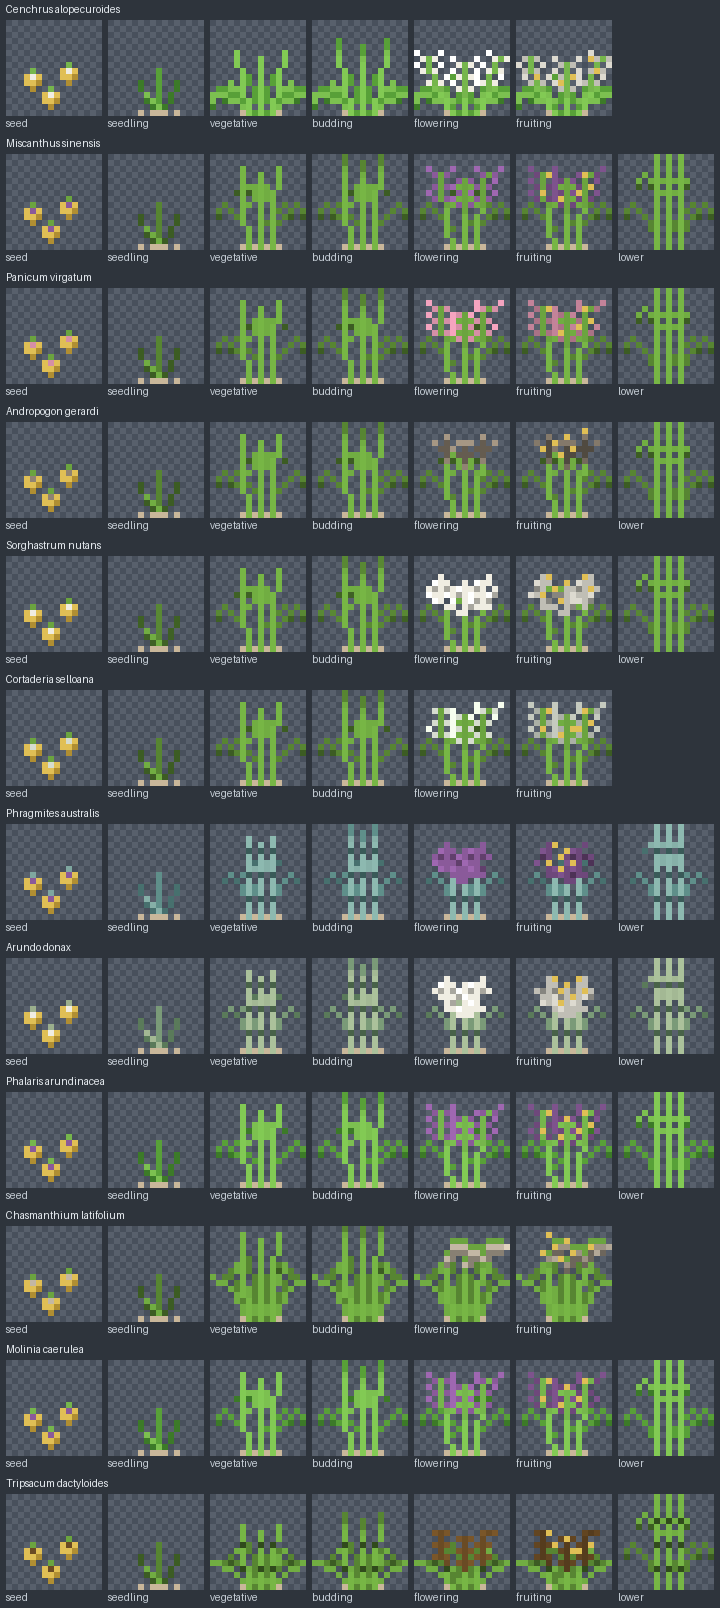 Cenchrus alopecuroides
seed seedling vegetative budding flowering fruiting
Miscanthus sinensis
seed seedling vegetative budding flowering fruiting lower
Panicum virgatum
seed seedling vegetative budding flowering fruiting lower
Andropogon gerardi
seed seedling vegetative budding flowering fruiting lower
Sorghastrum nutans
seed seedling vegetative budding flowering fruiting lower
Cortaderia selloana
seed seedling vegetative budding flowering fruiting
Phragmites australis
seed seedling vegetative budding flowering fruiting lower
Arundo donax
seed seedling vegetative budding flowering fruiting lower
Phalaris arundinacea
seed seedling vegetative budding flowering fruiting lower
Chasmanthium latifolium
seed seedling vegetative budding flowering fruiting
Molinia caerulea
seed seedling vegetative budding flowering fruiting lower
Tripsacum dactyloides
seed seedling vegetative budding flowering fruiting lower